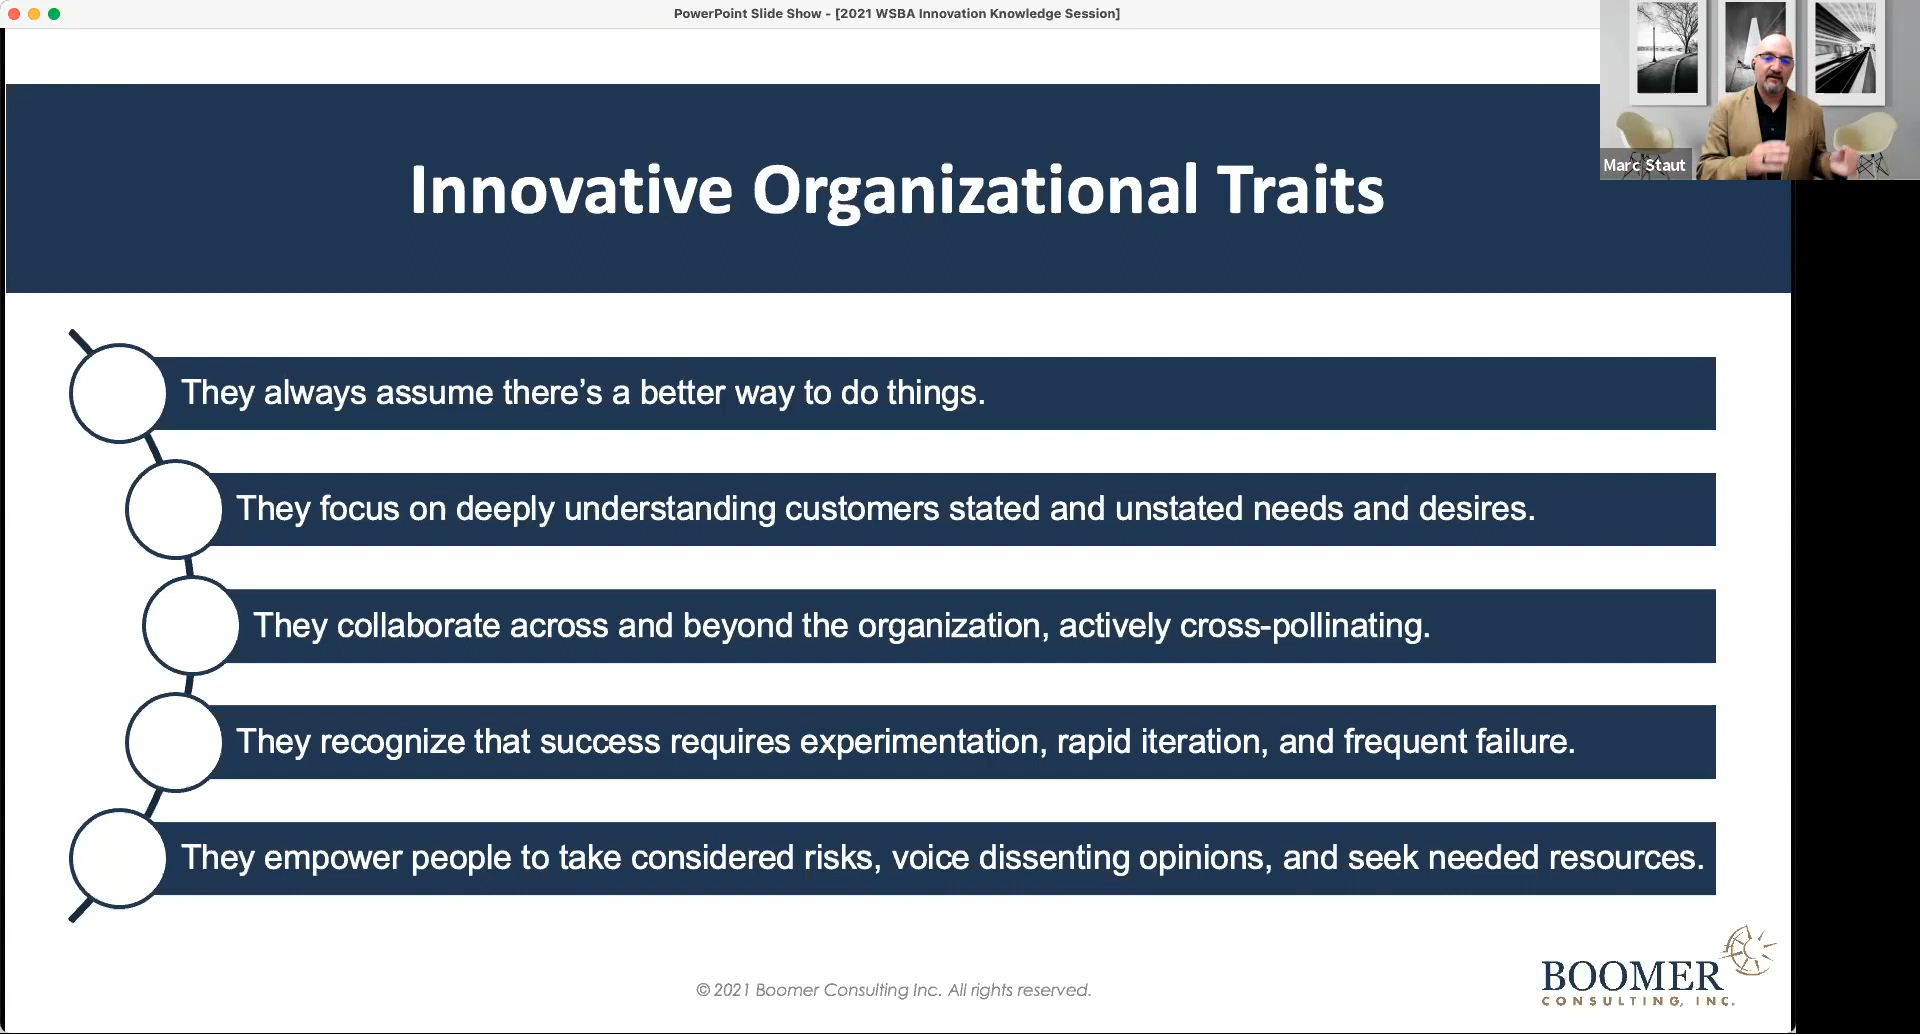 PowerPoint Slide Show - [2021 WSBA Innovation Knowledge Session]
Marc Staut
Innovative Organizational Traits
They always assume there’s a better way to do things.
They focus on deeply understanding customers stated and unstated needs and desires.
They collaborate across and beyond the organization, actively cross-pollinating.
They recognize that success requires experimentation, rapid iteration, and frequent failure.
They empower people to take considered risks, voice dissenting opinions, and seek needed resources.
© 2021 Boomer Consulting Inc. All rights reserved.
BOOMER
CONSULTING, INC.